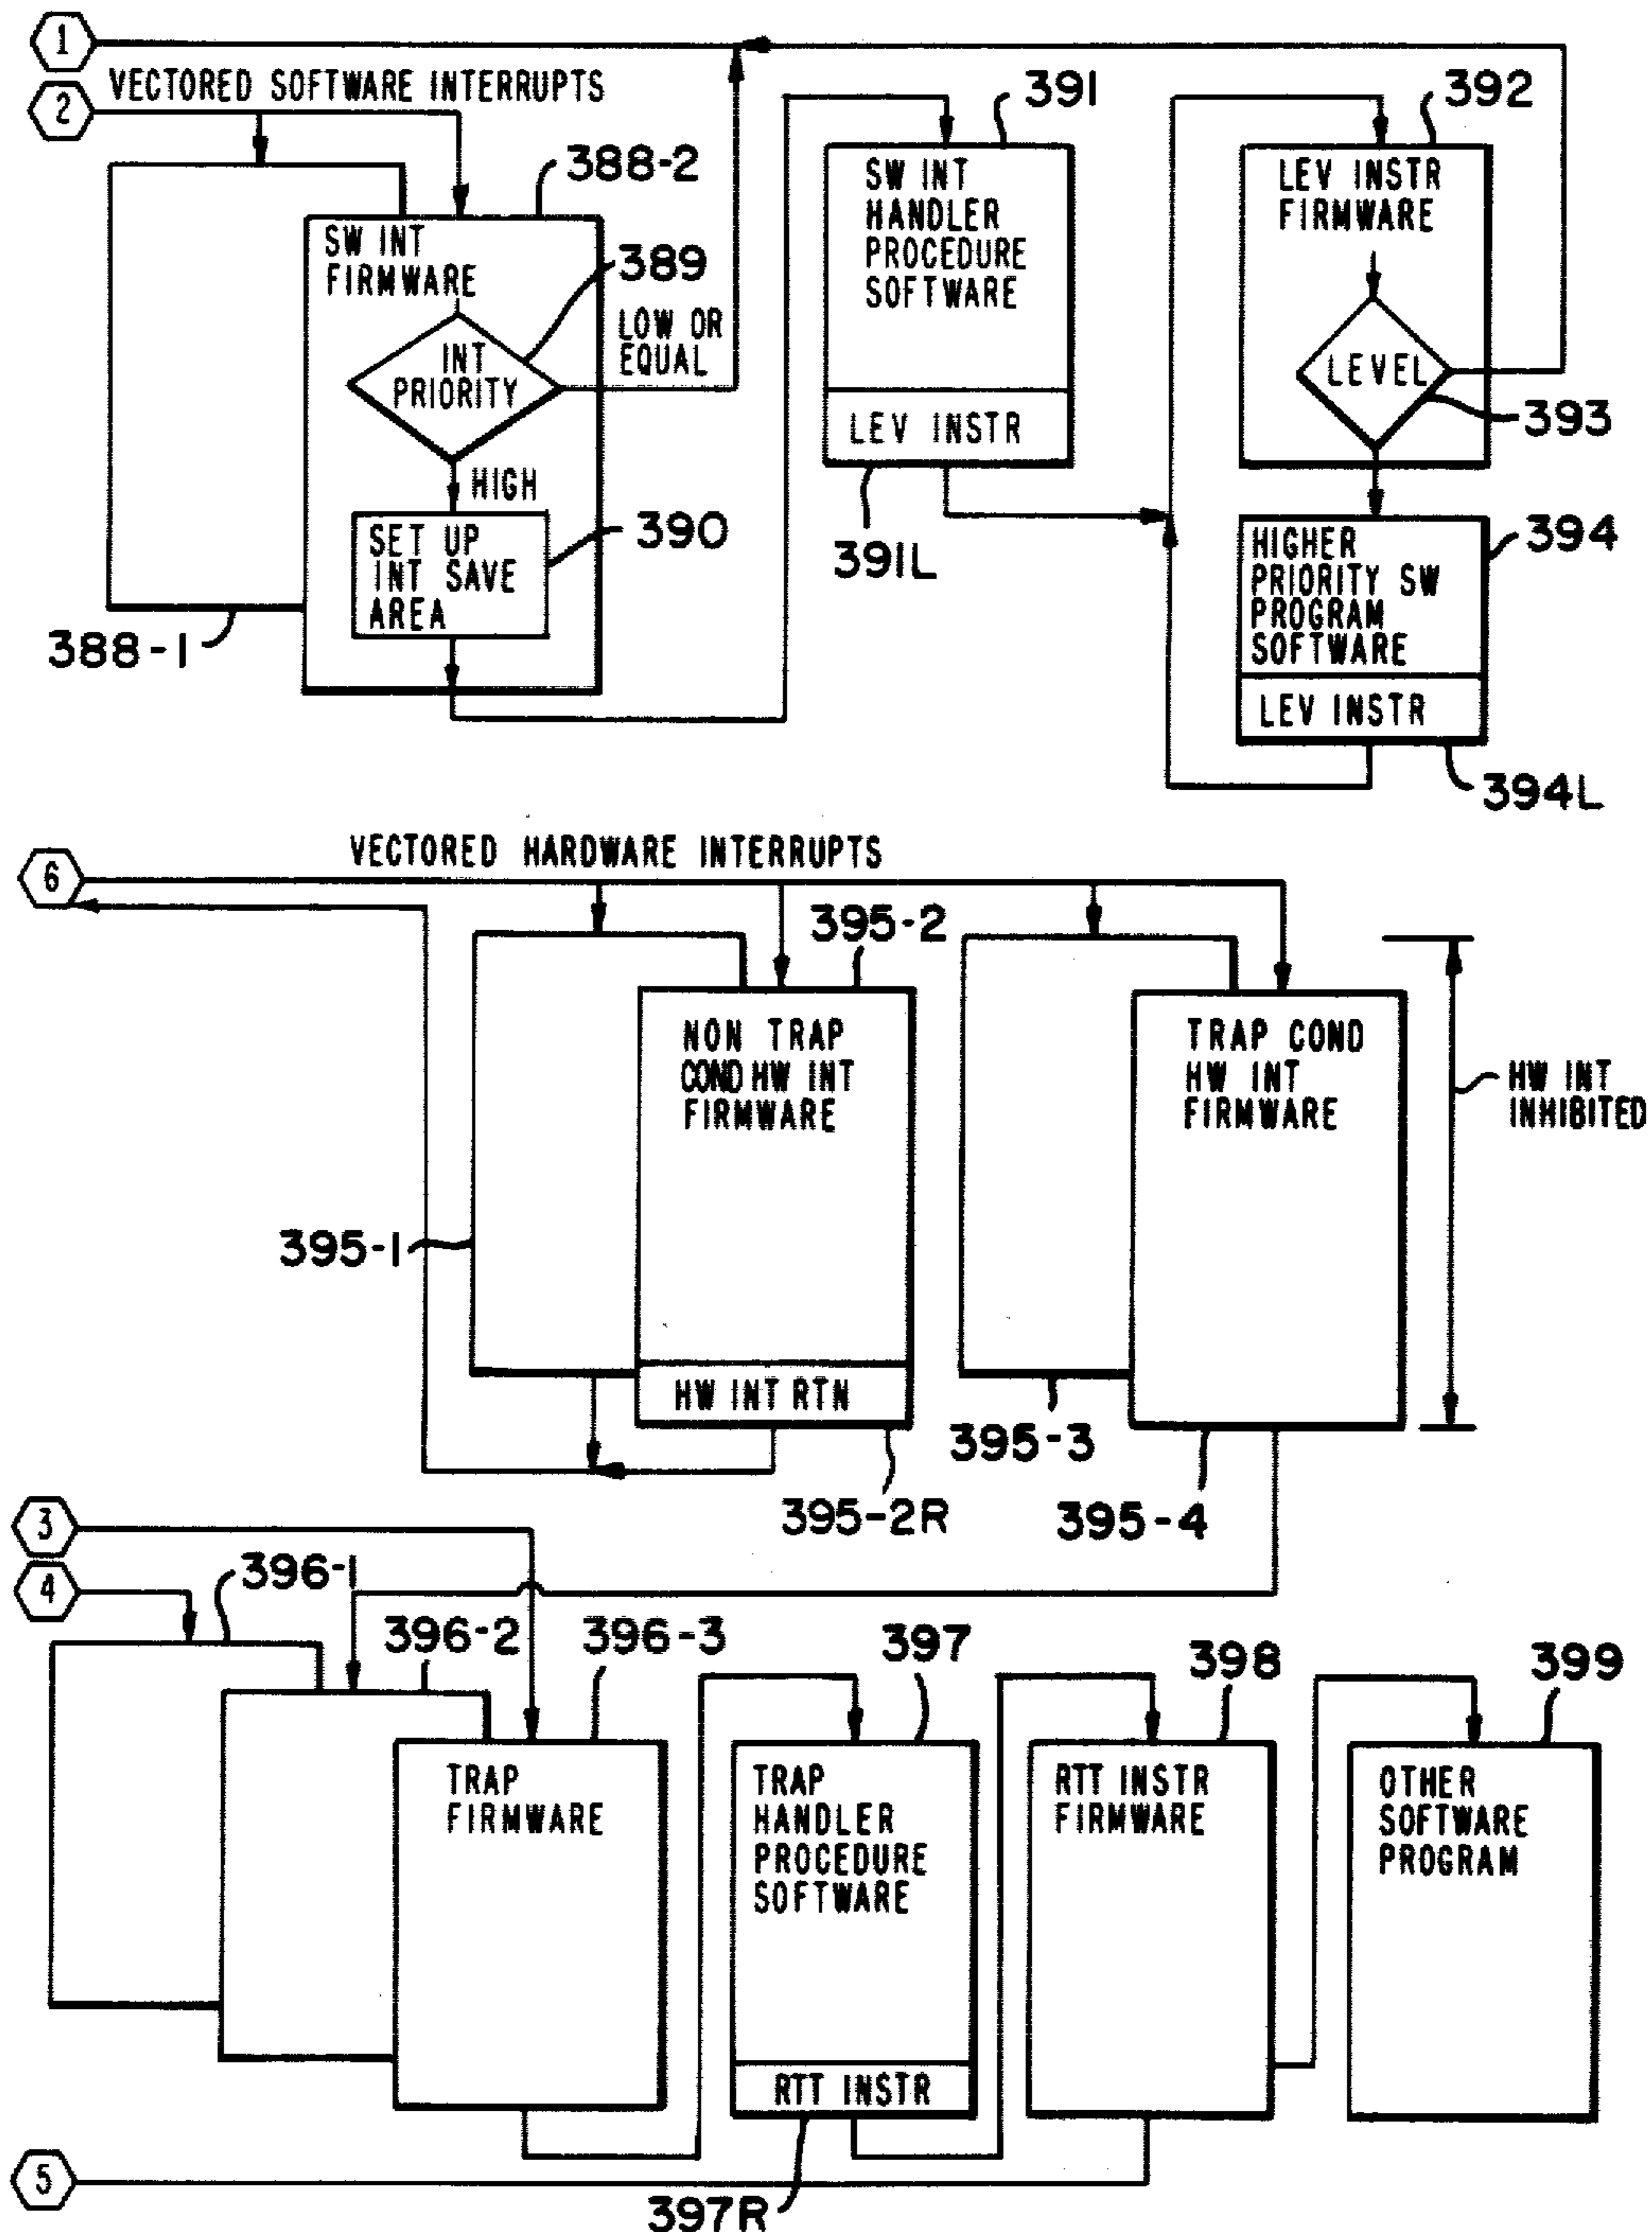 1
VECTORED SOFTWARE INTERRUPTS
2
391
392
388-2
SW INT
FIRMWARE
389
LOW OR
EQUAL
INT
PRIORITY
HIGH
390
SET UP
INT SAVE
AREA
388-1
SW INT
HANDLER
PROCEDURE
SOFTWARE
LEV INSTR
391L
LEV INSTR
FIRMWARE
LEVEL
393
394
HIGHER
PRIORITY SW
PROGRAM
SOFTWARE
LEV INSTR
394L
VECTORED HARDWARE INTERRUPTS
6
395-2
NON TRAP
COND HW INT
FIRMWARE
TRAP COND
HW INT
FIRMWARE
HW INT
INHIBITED
395-1
HW INT RTN
395-3
395-2R
395-4
3
4
396-1
396-2
396-3
397
398
399
TRAP
FIRMWARE
TRAP
HANDLER
PROCEDURE
SOFTWARE
RTT INSTR
RTT INSTR
FIRMWARE
OTHER
SOFTWARE
PROGRAM
5
397R